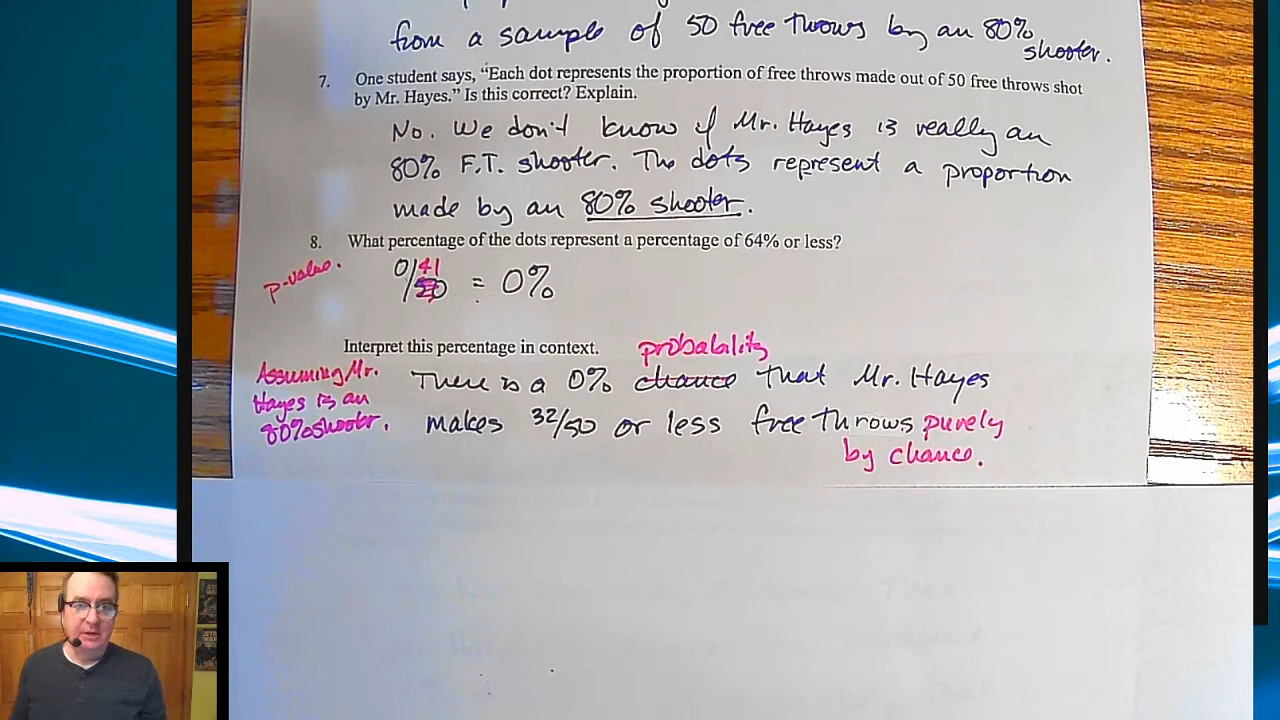 from a sample of 50 free throws by an 80%
shooter.
7. One student says, “Each dot represents the proportion of free throws made out of 50 free throws shot
by Mr. Hayes.” Is this correct? Explain.
No. We don't know if Mr. Hayes is really an
80% F.T. shooter. The dots represent a proportion
made by an 80% shooter.
8. What percentage of the dots represent a percentage of 64% or less?
p-value. 0/50 41 = 0%
Interpret this percentage in context. probability
Assuming Mr. There is a 0% chance that Mr. Hayes
Hayes is an
80% shooter. makes 32/50 or less free throws purely
by chance.